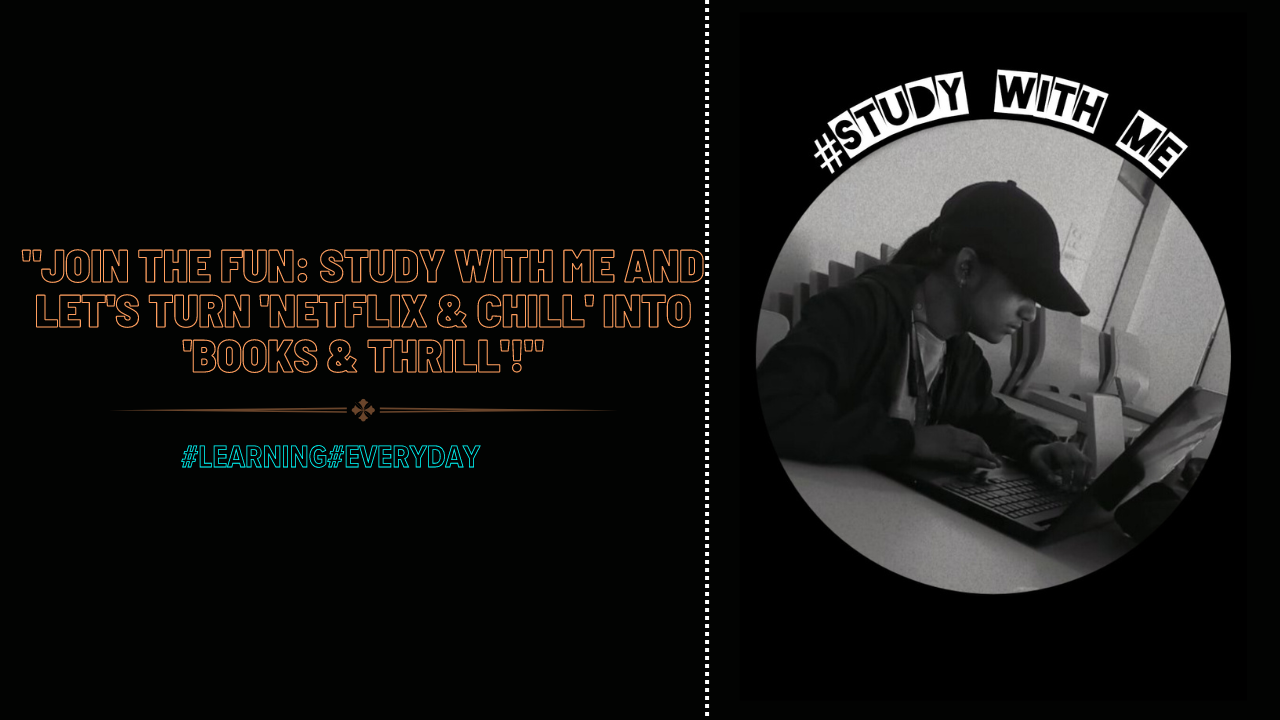 "JOIN THE FUN: STUDY WITH ME AND
LET'S TURN 'NETFLIX & CHILL' INTO
'BOOKS & THRILL'!"
#LEARNING#EVERYDAY
#STUDY WITH ME